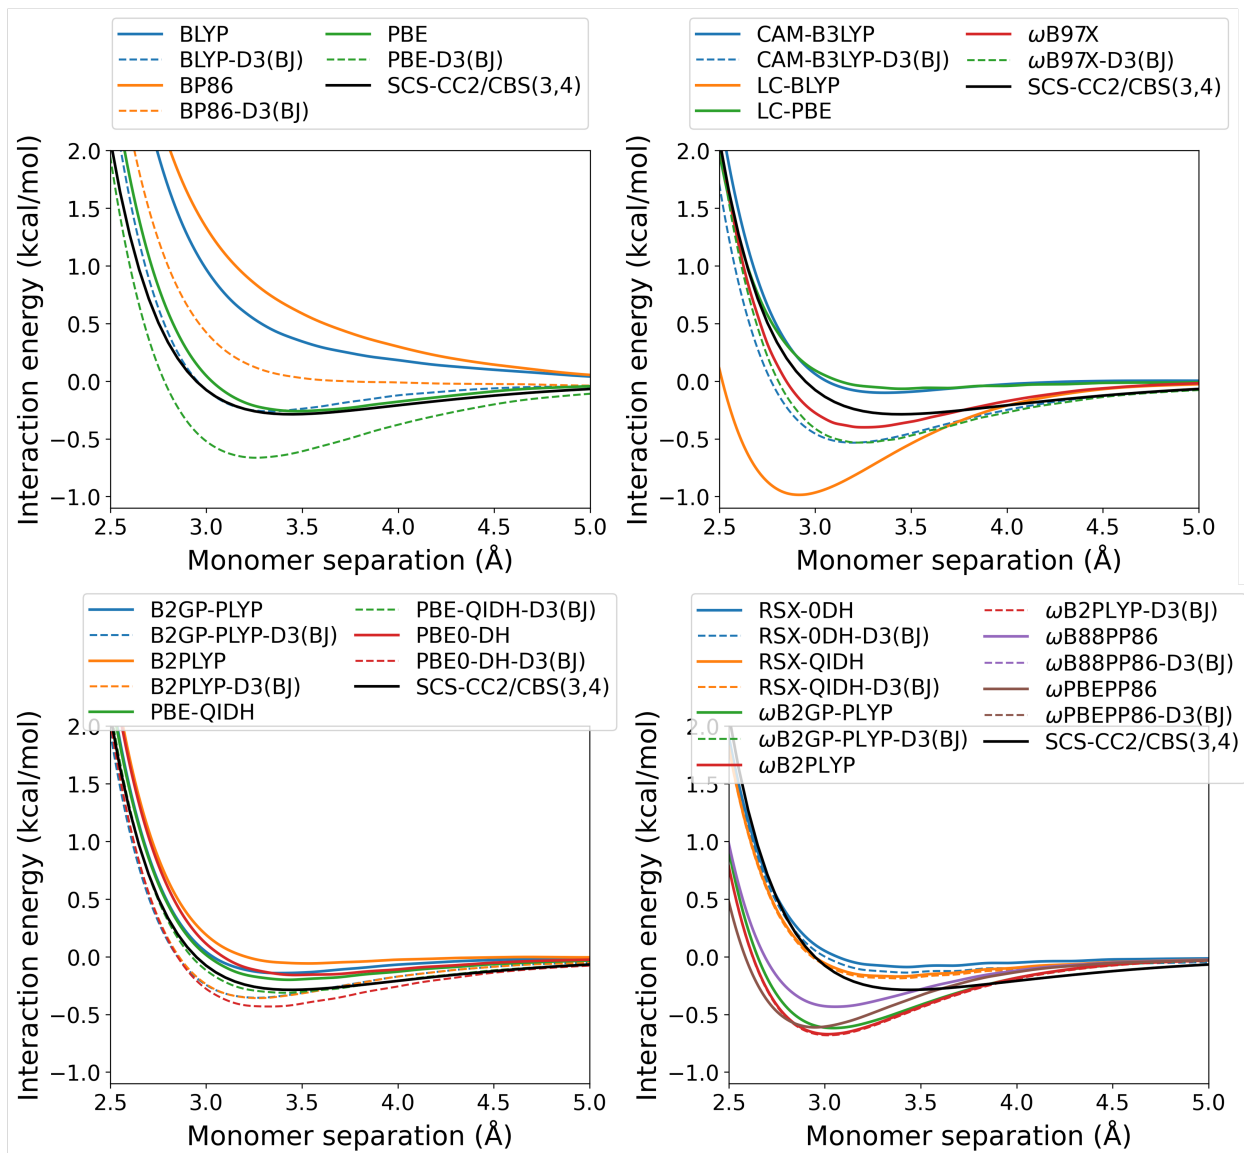 BLYP
BLYP-D3(BJ)
BP86
BP86-D3(BJ)
PBE
PBE-D3(BJ)
SCS-CC2/CBS(3,4)
Interaction energy (kcal/mol)
2.0
1.5
1.0
0.5
0.0
−0.5
−1.0
2.5 3.0 3.5 4.0 4.5 5.0
Monomer separation (Å)
CAM-B3LYP
CAM-B3LYP-D3(BJ)
LC-BLYP
LC-PBE
ωB97X
ωB97X-D3(BJ)
SCS-CC2/CBS(3,4)
Interaction energy (kcal/mol)
2.0
1.5
1.0
0.5
0.0
−0.5
−1.0
2.5 3.0 3.5 4.0 4.5 5.0
Monomer separation (Å)
B2GP-PLYP
B2GP-PLYP-D3(BJ)
B2PLYP
B2PLYP-D3(BJ)
PBE-QIDH
PBE-QIDH-D3(BJ)
PBE0-DH
PBE0-DH-D3(BJ)
SCS-CC2/CBS(3,4)
Interaction energy (kcal/mol)
2.0
1.5
1.0
0.5
0.0
−0.5
−1.0
2.5 3.0 3.5 4.0 4.5 5.0
Monomer separation (Å)
RSX-0DH
RSX-0DH-D3(BJ)
RSX-QIDH
RSX-QIDH-D3(BJ)
ωB2GP-PLYP
ωB2GP-PLYP-D3(BJ)
ωB2PLYP
ωB2PLYP-D3(BJ)
ωB88PP86
ωB88PP86-D3(BJ)
ωPBEPP86
ωPBEPP86-D3(BJ)
SCS-CC2/CBS(3,4)
Interaction energy (kcal/mol)
2.0
1.5
1.0
0.5
0.0
−0.5
−1.0
2.5 3.0 3.5 4.0 4.5 5.0
Monomer separation (Å)